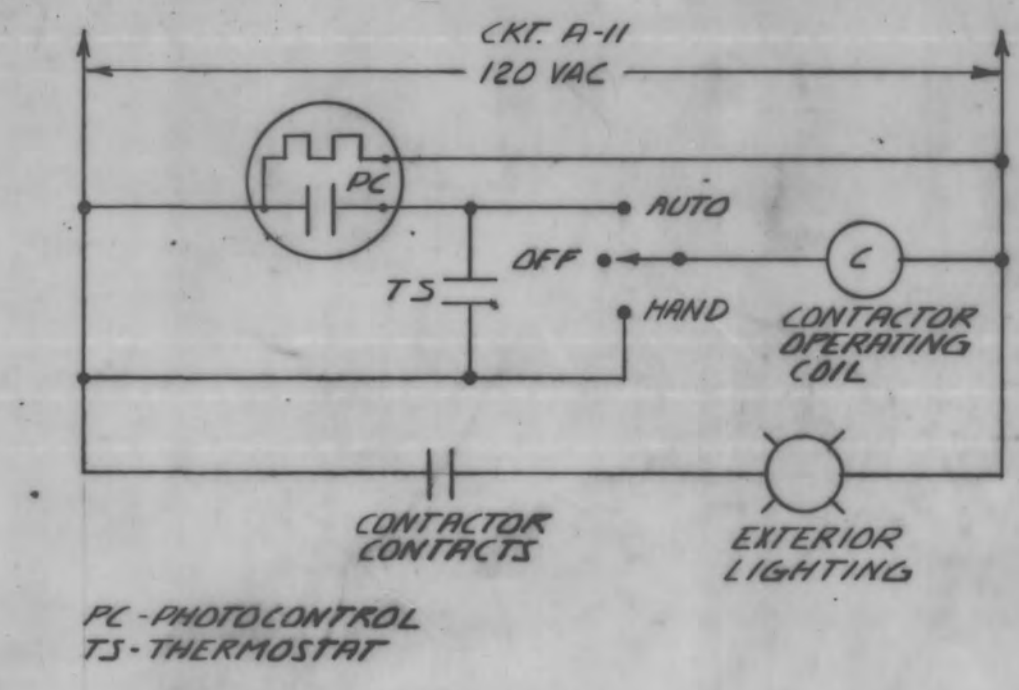 CKT. A-11
120 VAC
PC
AUTO
OFF
C
TS
HAND
CONTACTOR
OPERATING
COIL
CONTACTOR
CONTACTS
EXTERIOR
LIGHTING
PC - PHOTOCONTROL
TS - THERMOSTAT